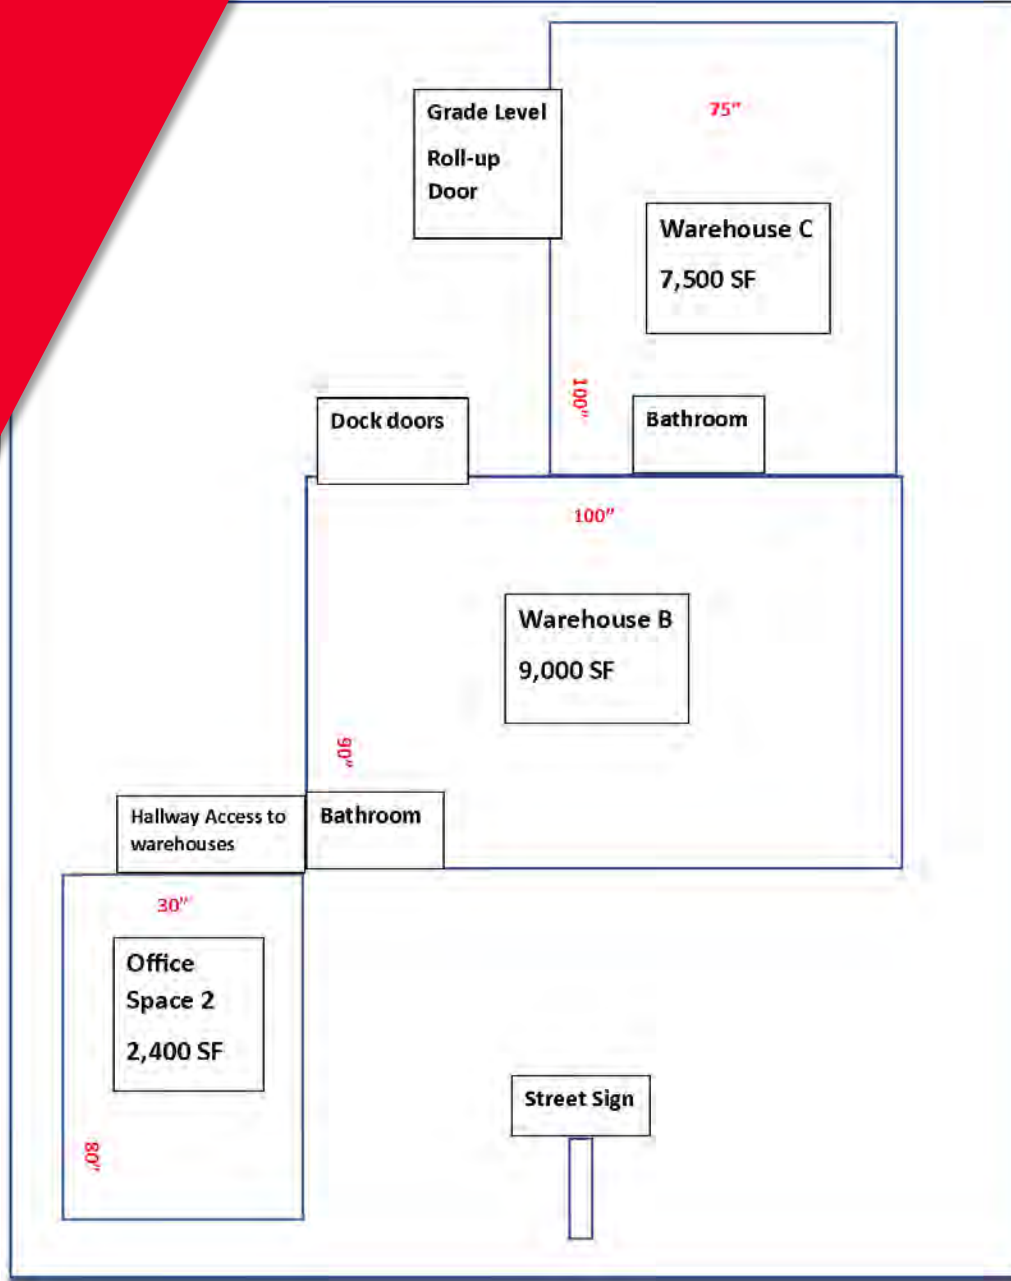 Grade Level
Roll-up
Door
75”
Warehouse C
7,500 SF
100”
Bathroom
Dock doors
100”
Warehouse B
9,000 SF
90”
Hallway Access to
warehouses
Bathroom
30”
Office
Space 2
2,400 SF
80”
Street Sign